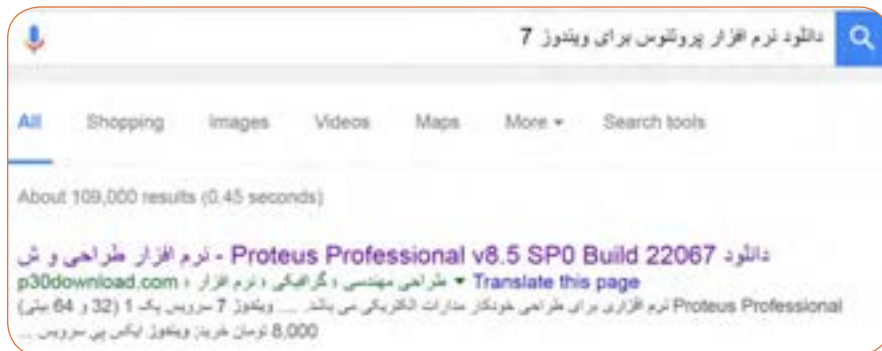 دانلود نرم افزار پروتئوس برای ویندوز 7
All Shopping Images Videos Maps More Search tools
About 109,000 results (0.45 seconds)
دانلود Proteus Professional v8.5 SP0 Build 22067 - نرم افزار طراحی و ش
p30download.com › طراحی مهندسی و گرافیکی › نرم افزار Translate this page
Proteus Professional نرم افزاری برای طراحی خودکار مدارات الکتریکی می باشد. ... ویندوز 7 سرویس پک 1 (32 و 64 بیتی)
8,000 تومان خرید; ویندوز ایکس پی سرویس ...